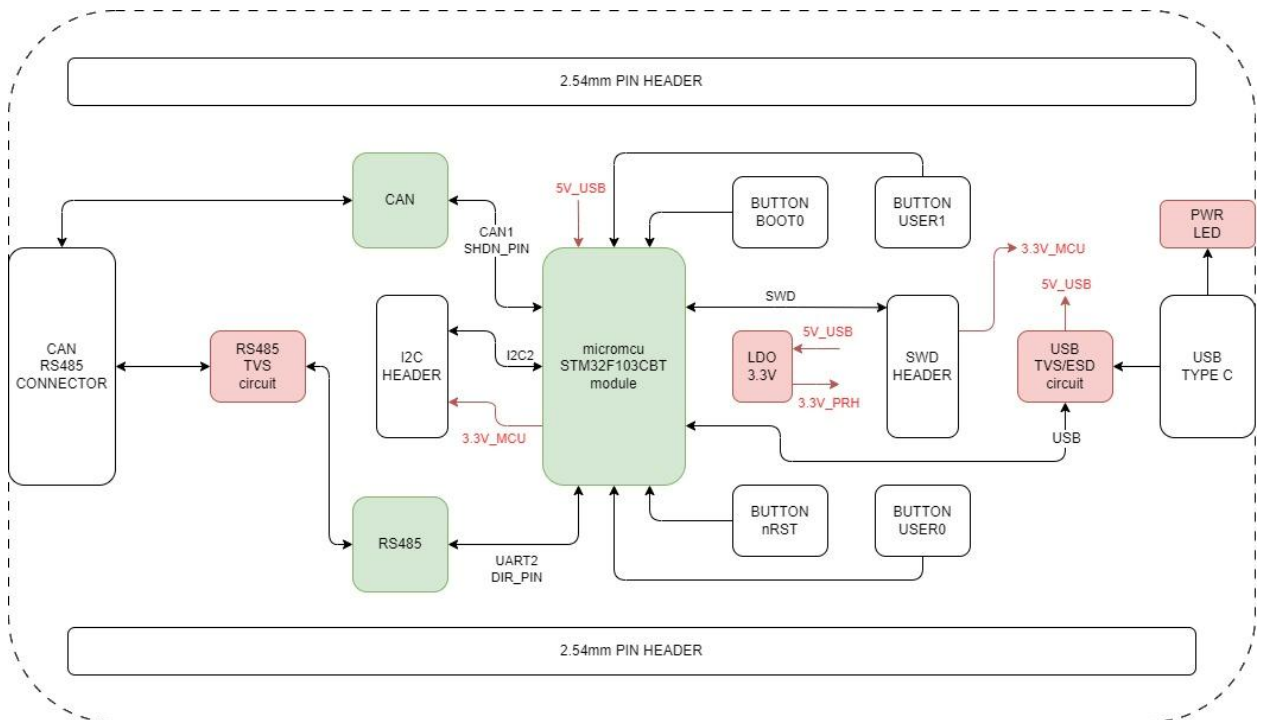 2.54mm PIN HEADER
CAN
5V_USB
BUTTON
BOOT0
BUTTON
USER1
PWR
LED
CAN1
SHDN_PIN
3.3V_MCU
SWD
5V_USB
CAN
RS485
CONNECTOR
RS485
TVS
circuit
I2C
HEADER
I2C2
micromcu
STM32F103CBT
module
LDO
3.3V
5V_USB
3.3V_PRH
SWD
HEADER
USB
TVS/ESD
circuit
USB
TYPE C
3.3V_MCU
USB
RS485
UART2
DIR_PIN
BUTTON
nRST
BUTTON
USER0
2.54mm PIN HEADER